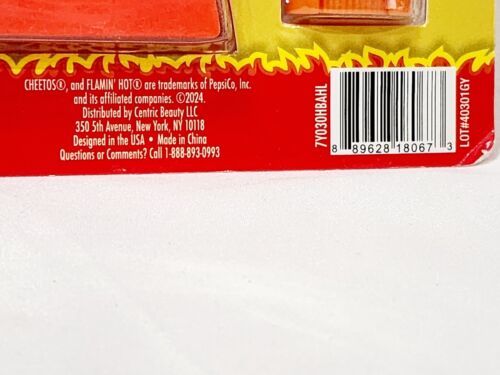 CHEETOS®, and FLAMIN' HOT® are trademarks of PepsiCo, Inc.
and its affiliated companies. ©2024.
Distributed by Centric Beauty LLC
350 5th Avenue, New York, NY 10118
Designed in the USA • Made in China
Questions or Comments? Call 1-888-893-0993
7Y030HBAHL
8 89628 18067 3
LOT#40301GY